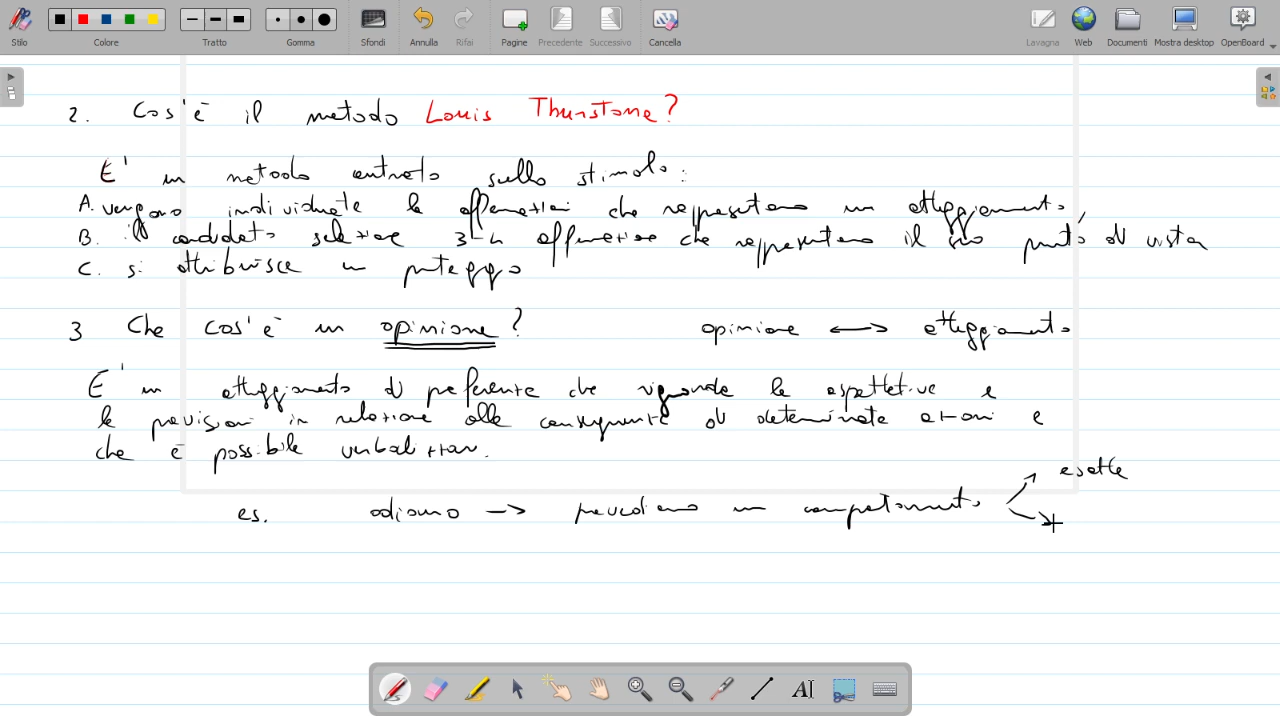 Stilo Colore Tratto Gomma Sfondi Annulla Rifai Pagine Precedente Successivo Cancella Lavagna Web Documenti Mostra desktop OpenBoard
2. Cos'è il metodo Louis Thurstone?
E' un metodo centrato sullo stimolo:
A. vengono individuate le affermazioni che rappresentano un atteggiamento,
B. il candidato seleziona 3-4 affermazioni che rappresentano il suo punto di vista
C. si attribuisce un punteggio
3 Che cos'è un opinione? opinione <—> atteggiamento
E' un atteggiamento di preferenza che riguarda le aspettative e
le previsioni in relazione alle conseguenze di determinate azioni e
che è possibile verbalizzare.
es. odiamo -> prevediamo un comportamento